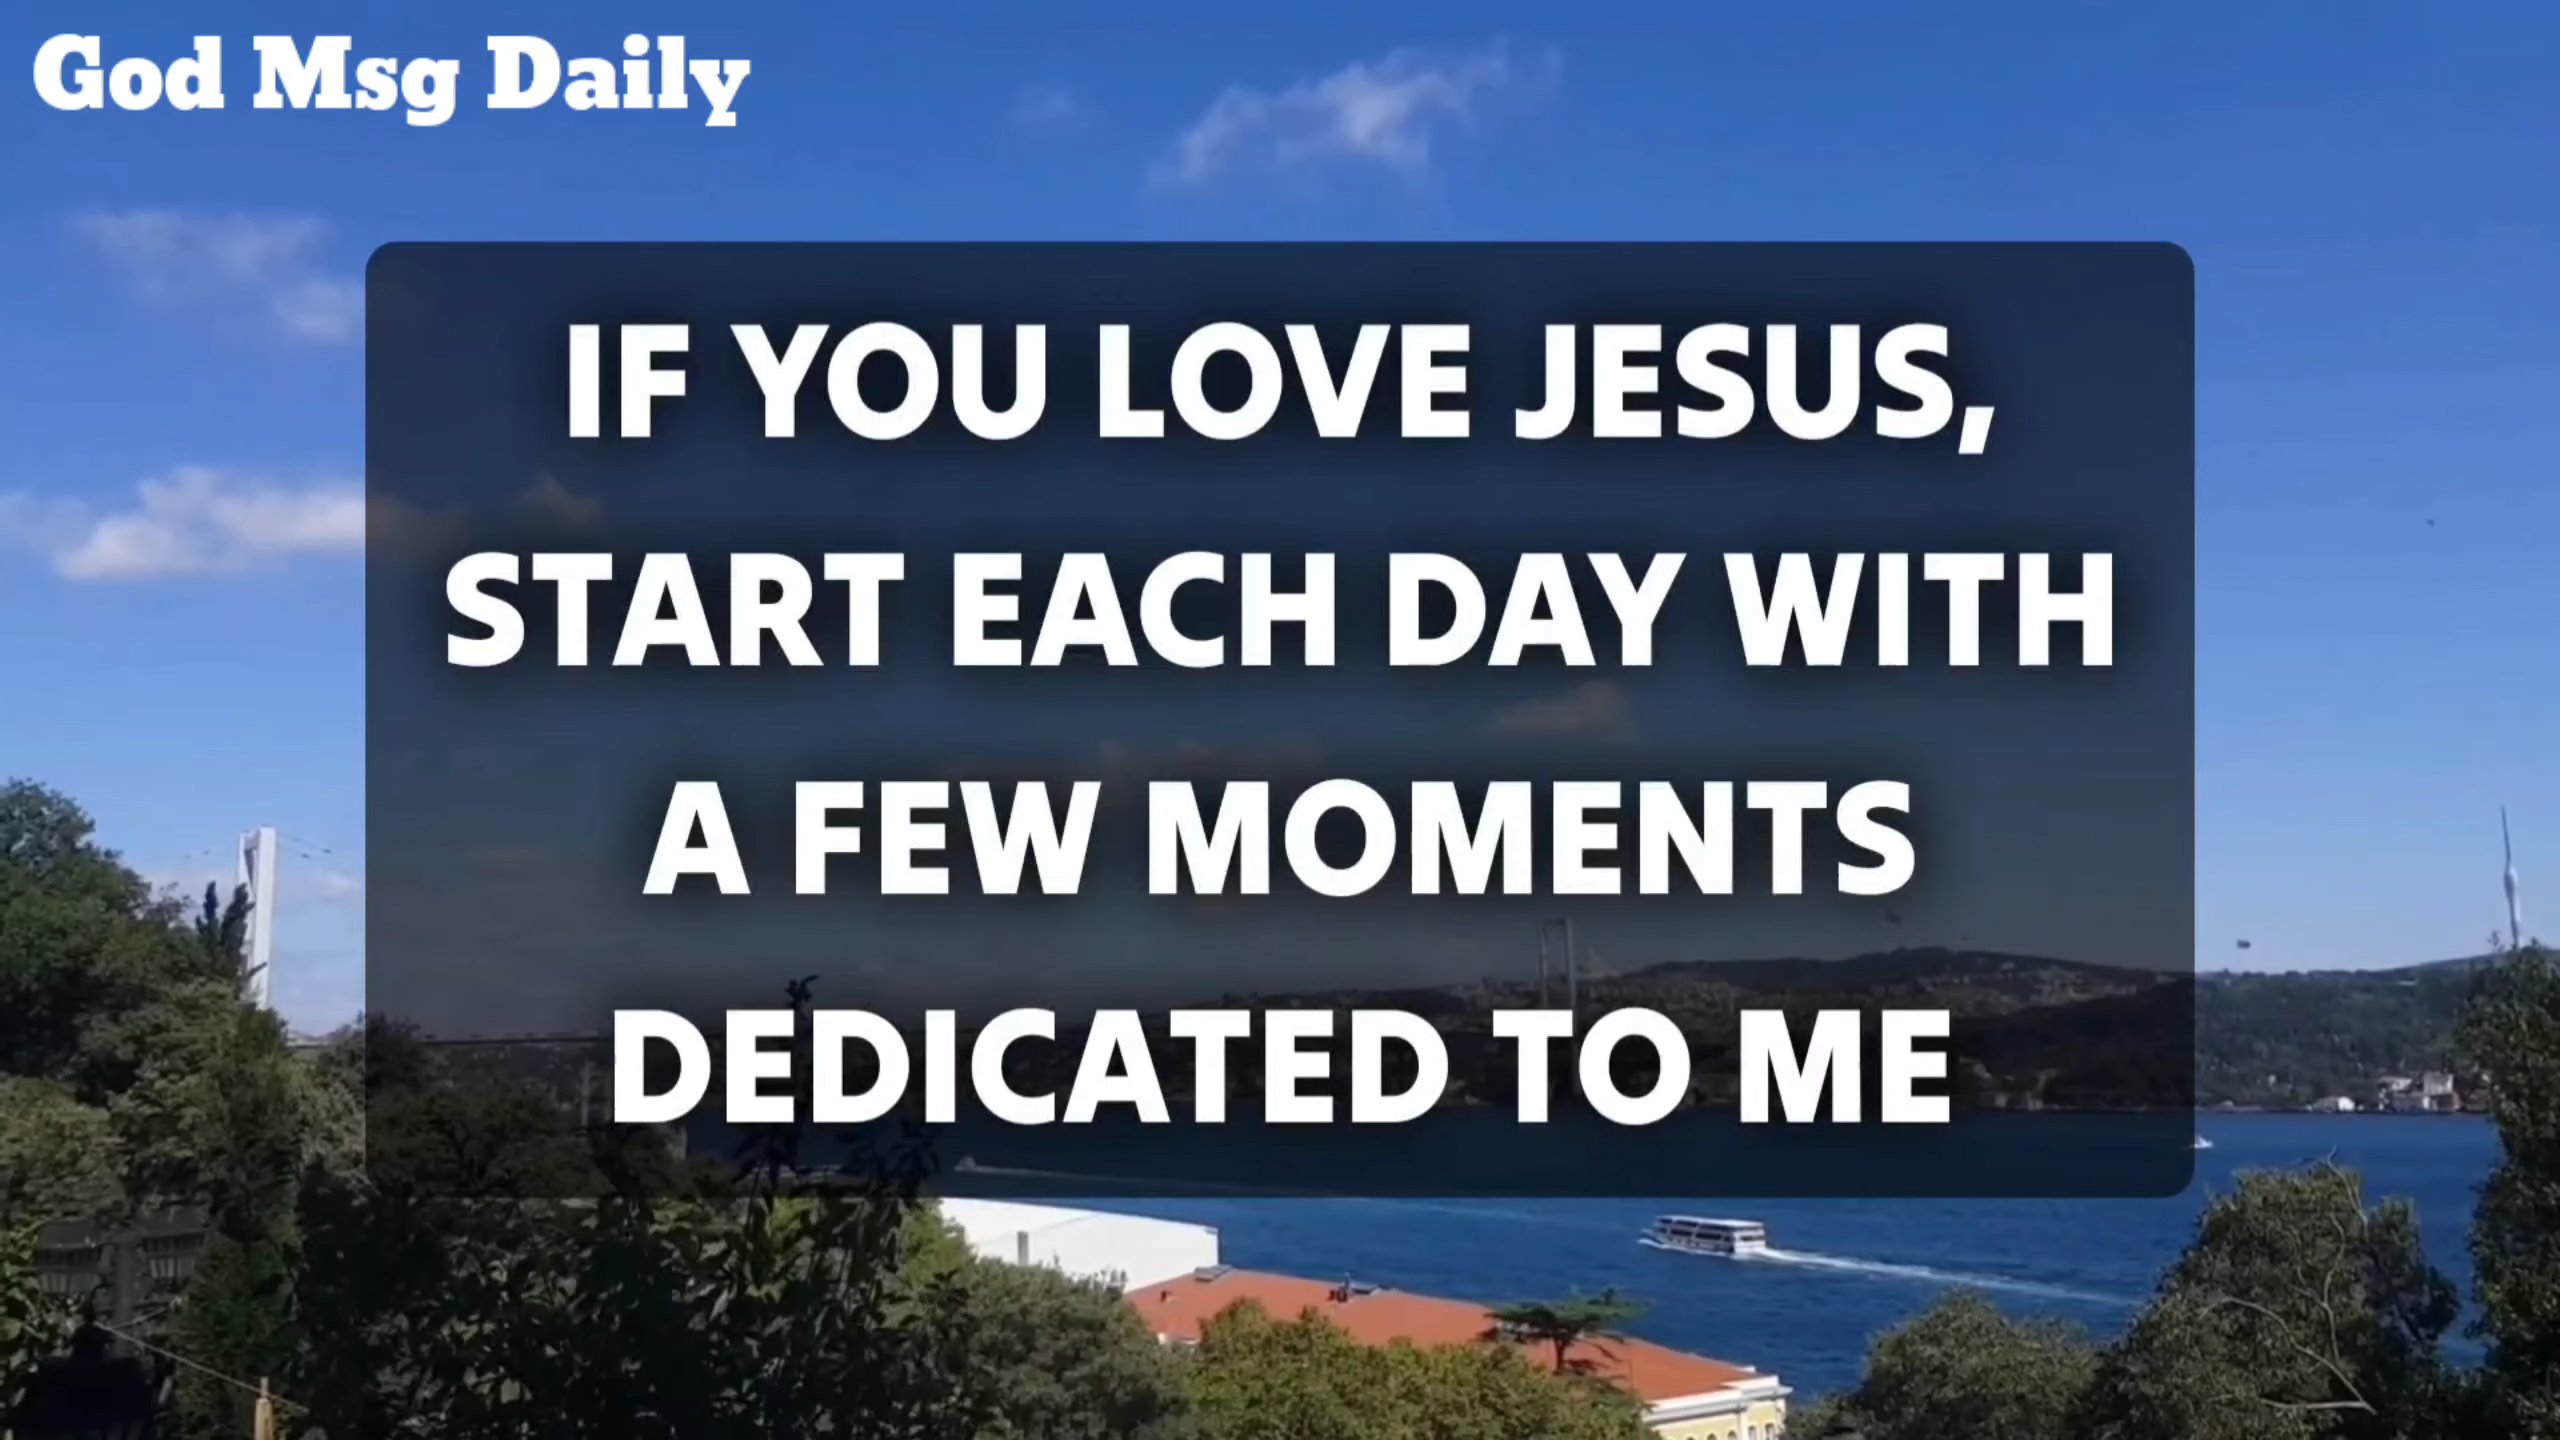 God Msg Daily
IF YOU LOVE JESUS,
START EACH DAY WITH
A FEW MOMENTS
DEDICATED TO ME